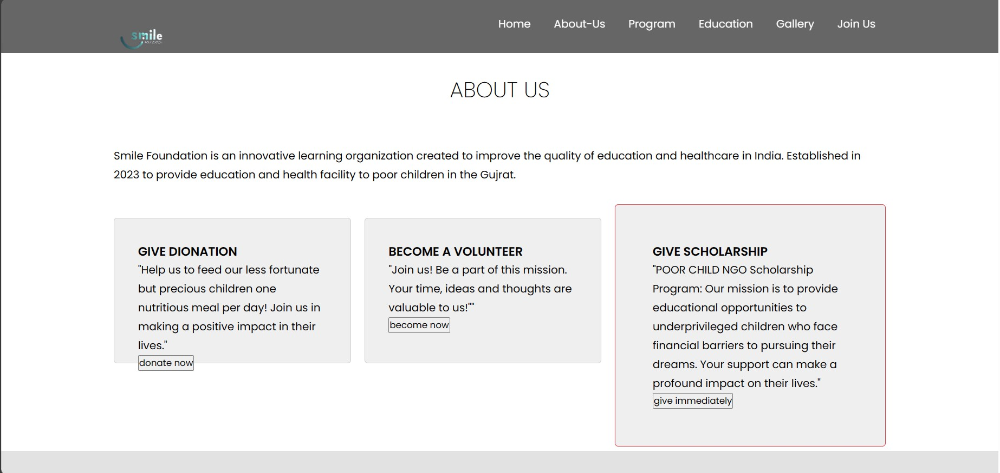 smile
FOUNDATION
Home About-Us Program Education Gallery Join Us
ABOUT US
Smile Foundation is an innovative learning organization created to improve the quality of education and healthcare in India. Established in
2023 to provide education and health facility to poor children in the Gujrat.
GIVE DIONATION
"Help us to feed our less fortunate
but precious children one
nutritious meal per day! Join us in
making a positive impact in their
lives."
donate now
BECOME A VOLUNTEER
"Join us! Be a part of this mission.
Your time, ideas and thoughts are
valuable to us!""
become now
GIVE SCHOLARSHIP
"POOR CHILD NGO Scholarship
Program: Our mission is to provide
educational opportunities to
underprivileged children who face
financial barriers to pursuing their
dreams. Your support can make a
profound impact on their lives."
give immediately